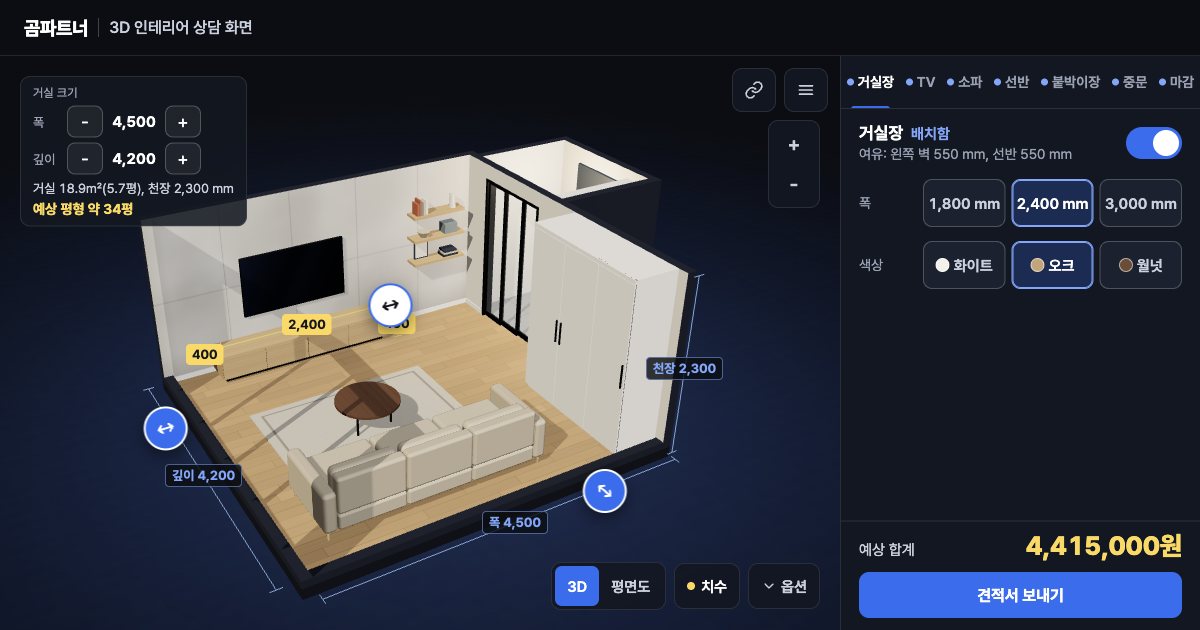 곰파트너
3D 인테리어 상담 화면
거실 크기
폭 - 4,500 +
깊이 - 4,200 +
거실 18.9m²(5.7평), 천장 2,300 mm
예상 평형 약 34평
+
-
400
2,400
천장 2,300
깊이 4,200
폭 4,500
3D 평면도 치수 옵션
거실장 TV 소파 선반 붙박이장 중문 마감
거실장 배치함
여유: 왼쪽 벽 550 mm, 선반 550 mm
폭 1,800 mm 2,400 mm 3,000 mm
색상 화이트 오크 월넛
예상 합계 4,415,000원
견적서 보내기